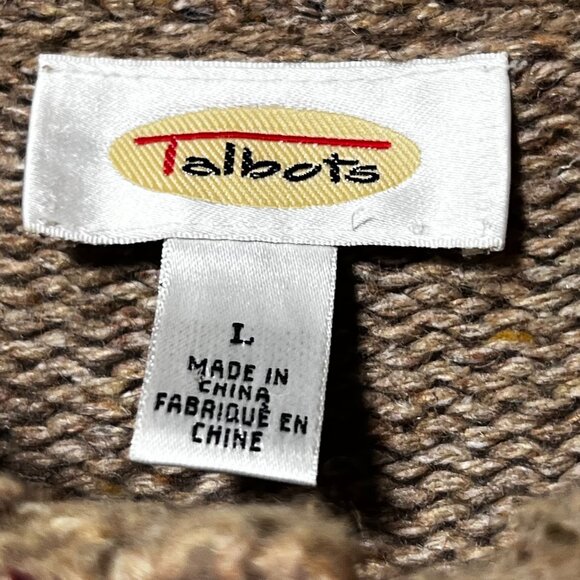 Talbots
L
MADE IN
CHINA
FABRIQUÉ EN
CHINE